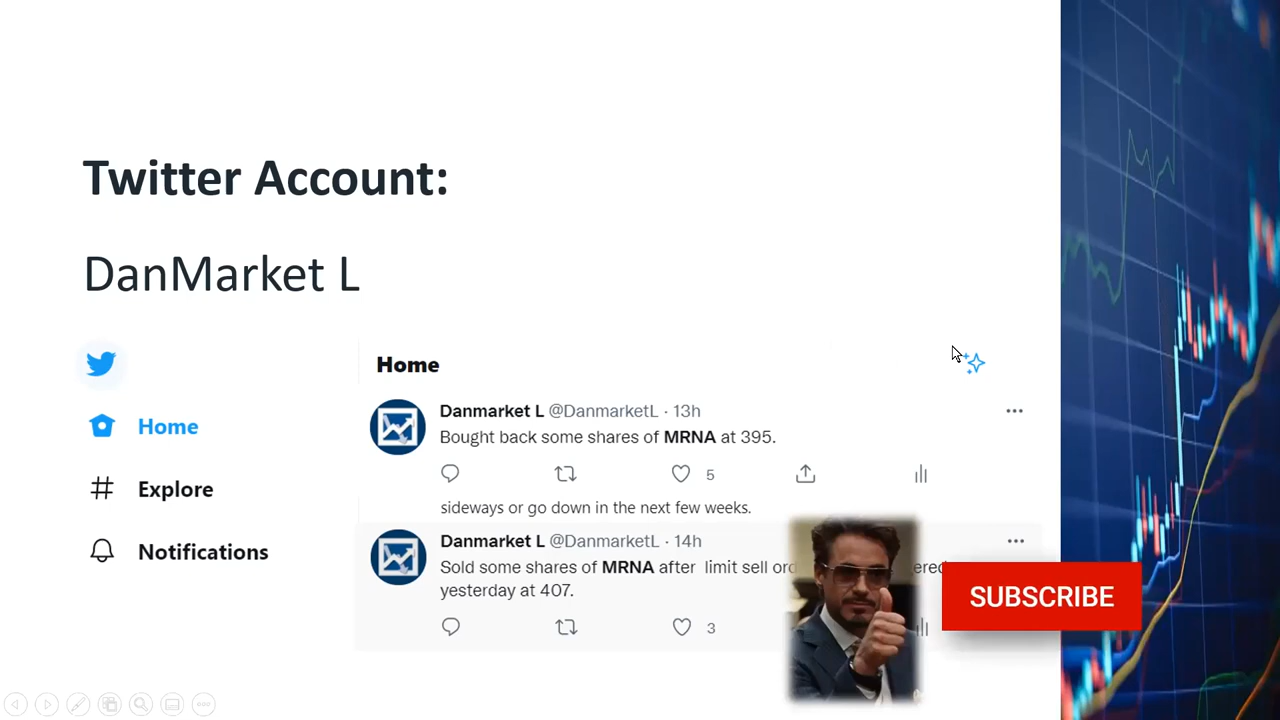 Twitter Account:
DanMarket L
Home
Home
Explore
Notifications
Danmarket L @DanmarketL · 13h
Bought back some shares of MRNA at 395.
5
sideways or go down in the next few weeks.
Danmarket L @DanmarketL · 14h
Sold some shares of MRNA after limit sell
yesterday at 407.
3
SUBSCRIBE